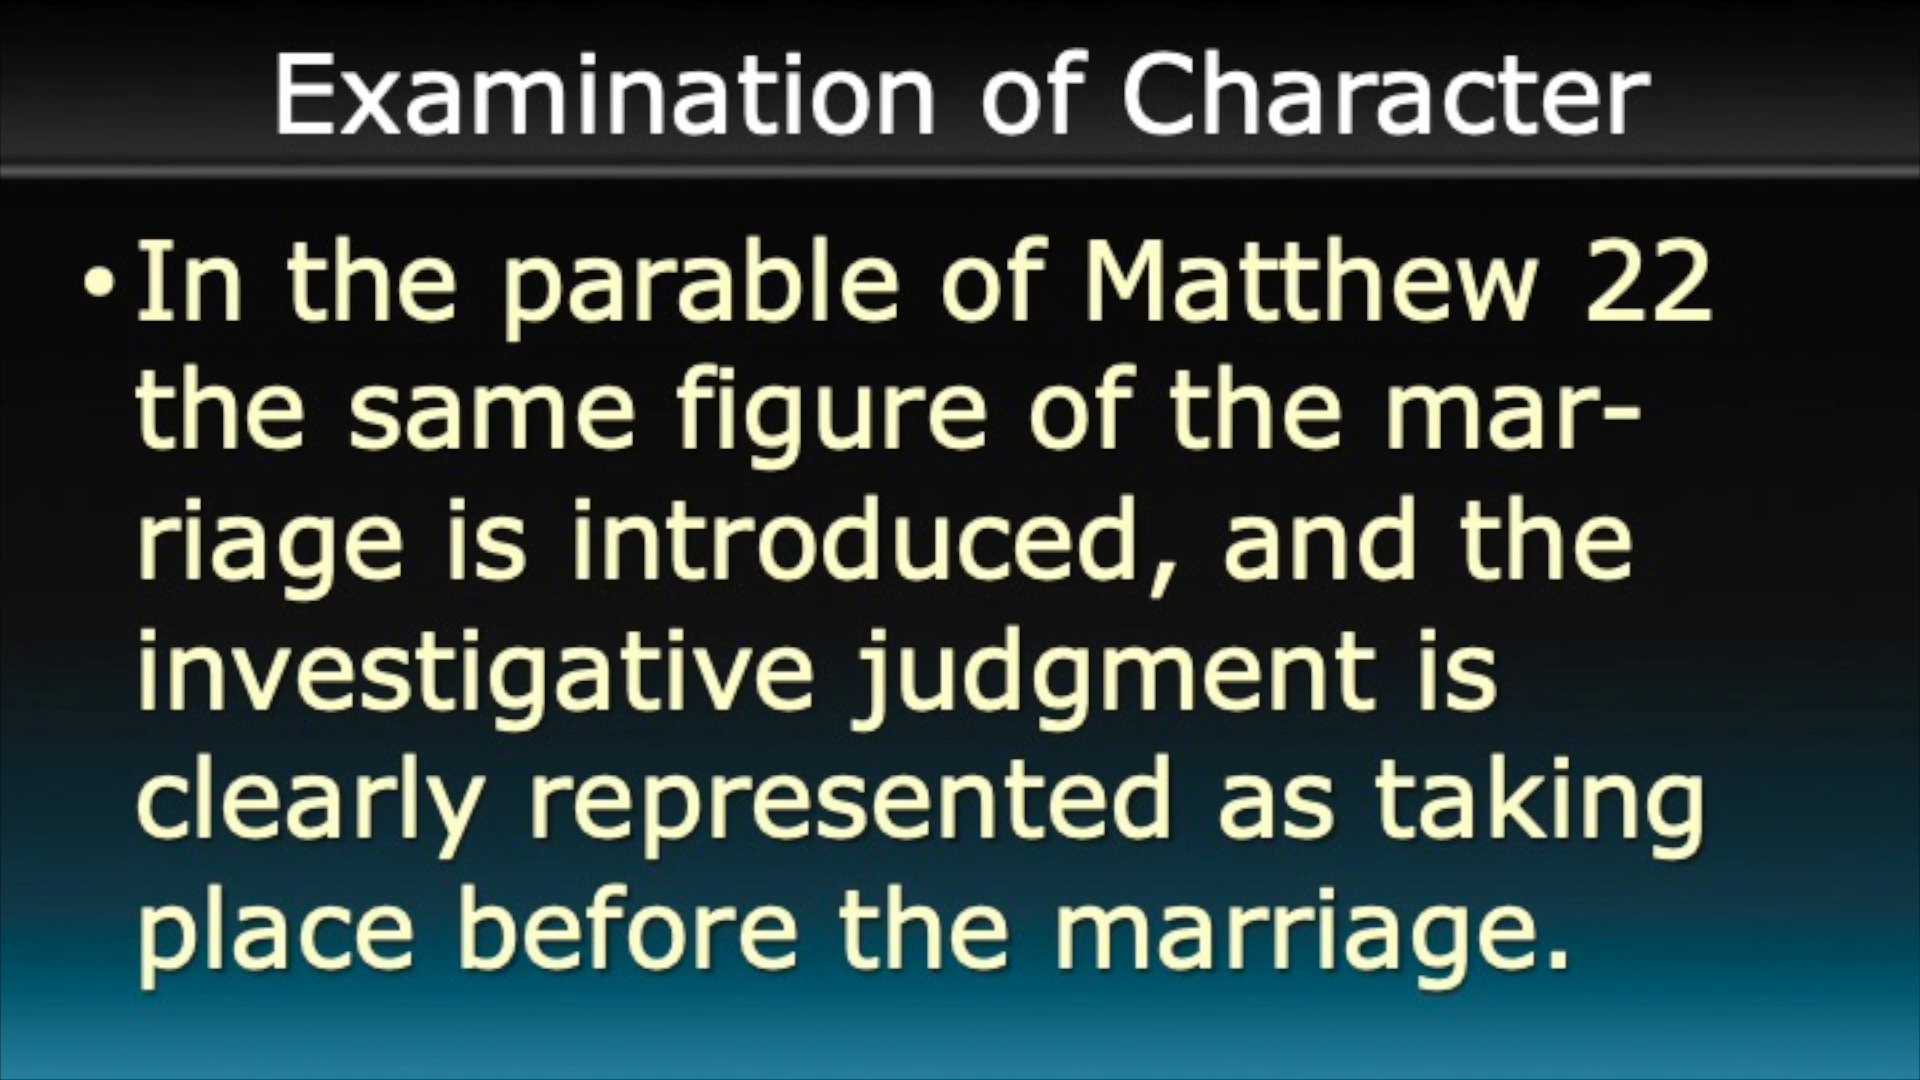 Examination of Character
• In the parable of Matthew 22
the same figure of the mar-
riage is introduced, and the
investigative judgment is
clearly represented as taking
place before the marriage.